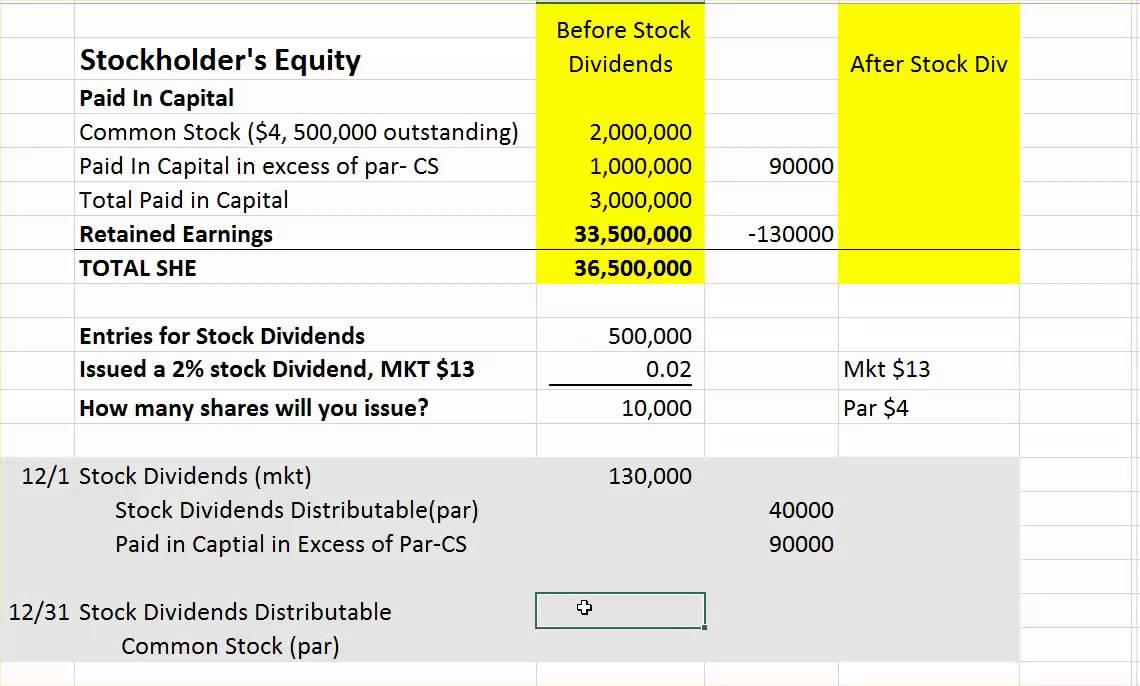 Before Stock
Stockholder's Equity Dividends After Stock Div
Paid In Capital
Common Stock ($4, 500,000 outstanding) 2,000,000
Paid In Capital in excess of par- CS 1,000,000 90000
Total Paid in Capital 3,000,000
Retained Earnings 33,500,000 -130000
TOTAL SHE 36,500,000
Entries for Stock Dividends 500,000
Issued a 2% stock Dividend, MKT $13 0.02 Mkt $13
How many shares will you issue? 10,000 Par $4
12/1 Stock Dividends (mkt) 130,000
Stock Dividends Distributable(par) 40000
Paid in Captial in Excess of Par-CS 90000
12/31 Stock Dividends Distributable
Common Stock (par)